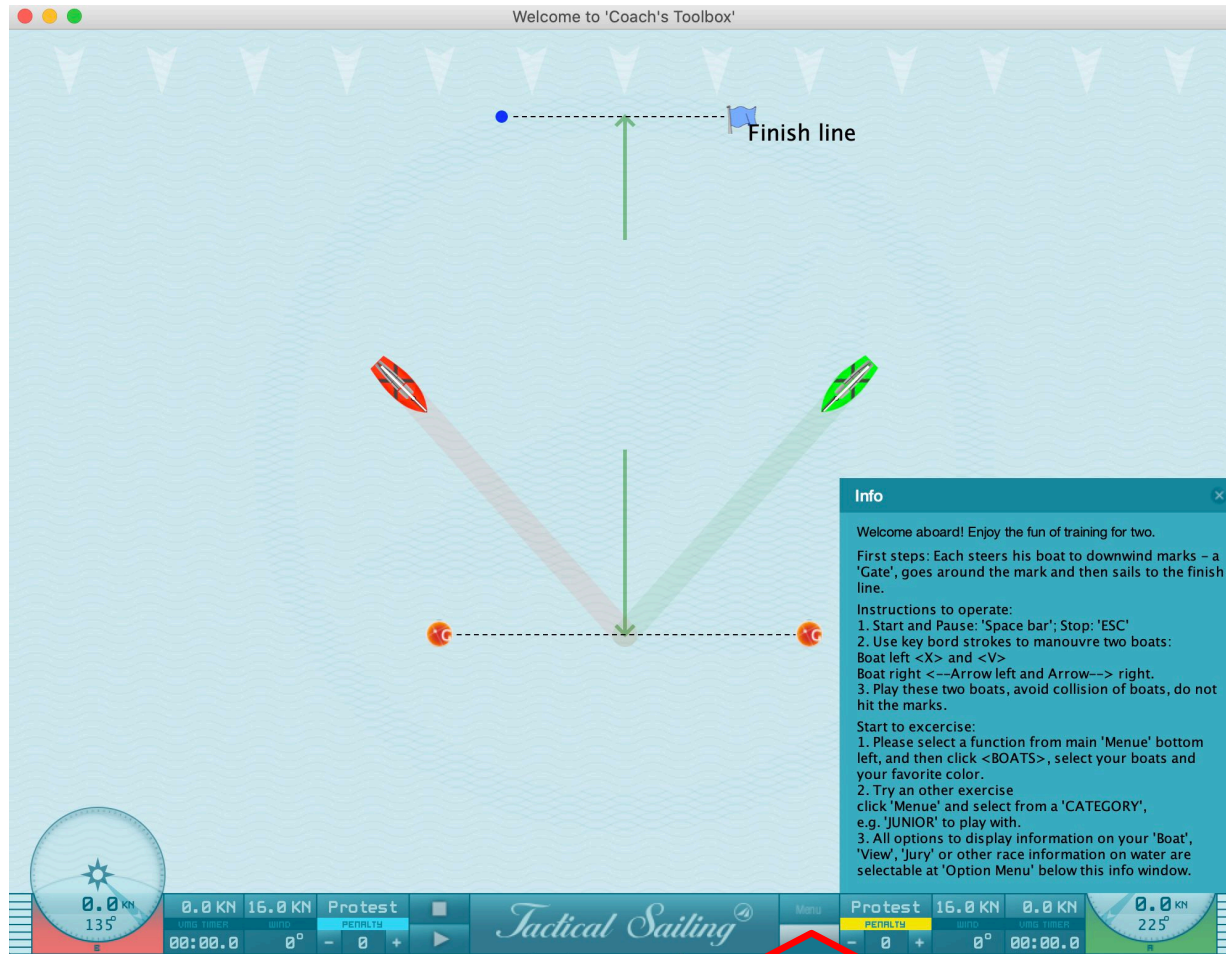 Welcome to 'Coach's Toolbox'
Finish line
Info
Welcome aboard! Enjoy the fun of training for two.
First steps: Each steers his boat to downwind marks – a
'Gate', goes around the mark and then sails to the finish
line.
Instructions to operate:
1. Start and Pause: 'Space bar'; Stop: 'ESC'
2. Use key bord strokes to manouvre two boats:
Boat left <X> and <V>
Boat right <--Arrow left and Arrow--> right.
3. Play these two boats, avoid collision of boats, do not
hit the marks.
Start to excercise:
1. Please select a function from main 'Menue' bottom
left, and then click <BOATS>, select your boats and
your favorite color.
2. Try an other exercise
click 'Menue' and select from a 'CATEGORY',
e.g. 'JUNIOR' to play with.
3. All options to display information on your 'Boat',
'View', 'Jury' or other race information on water are
selectable at 'Option Menu' below this info window.
G G
0.0 KN 0.0 KN 16.0 KN Protest Tactical Sailing Menu Protest 16.0 KN 0.0 KN 0.0 KN
135° VMG TIMER WIND PENALTY PENALTY WIND VMG TIMER 225°
00:00.0 0° - 0 + - 0 + 0° 00:00.0